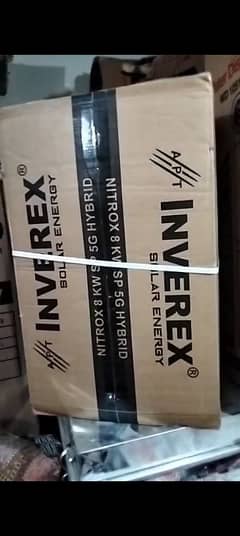 APT
INVEREX®
SOLAR ENERGY
NITROX 8 KW SP 5G HYBRID
NITROX 8 KW SP 5G HYBRID
APT
INVEREX®
SOLAR ENERGY